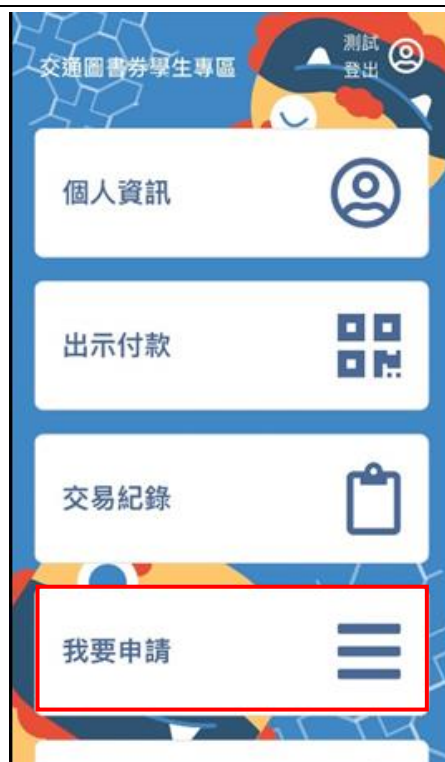 交通圖書券學生專區
測試
登出
個人資訊
出示付款
交易紀錄
我要申請